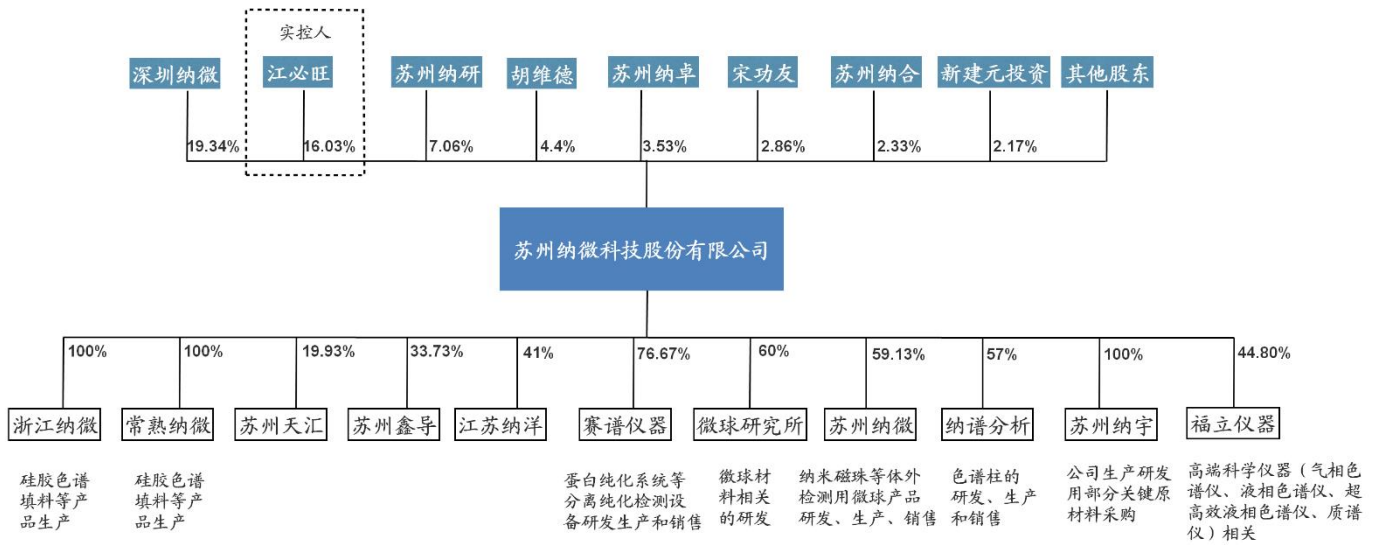 实控人
深圳纳微
江必旺
苏州纳研
胡维德
苏州纳卓
宋功友
苏州纳合
新建元投资
其他股东
19.34%
16.03%
7.06%
4.4%
3.53%
2.86%
2.33%
2.17%
苏州纳微科技股份有限公司
100%
100%
19.93%
33.73%
41%
76.67%
60%
59.13%
57%
100%
44.80%
浙江纳微
常熟纳微
苏州天汇
苏州鑫导
江苏纳洋
赛谱仪器
微球研究所
苏州纳微
纳谱分析
苏州纳宇
福立仪器
硅胶色谱
填料等产
品生产
硅胶色谱
填料等产
品生产
蛋白纯化系统等
分离纯化检测设
备研发生产和销售
微球材
料相关
的研发
纳米磁珠等体外
检测用微球产品
研发、生产、销售
色谱柱的
研发、生产
和销售
公司生产研发
用部分关键原
材料采购
高端科学仪器（气相色
谱仪、液相色谱仪、超
高效液相色谱仪、质谱
仪）相关